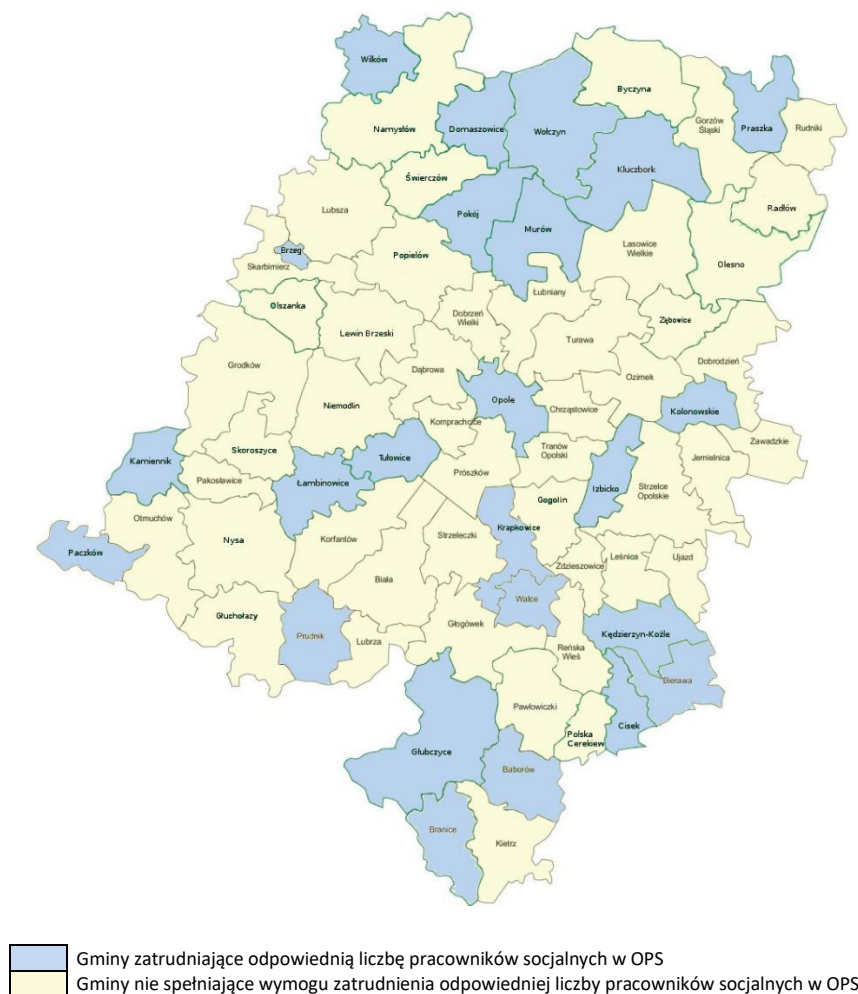 Wilków
Byczyna
Namysłów
Domaszowice
Wołczyn
Gorzów
Śląski
Praszka
Rudniki
Kluczbork
Świerczów
Lubsza
Pokój
Radłów
Murów
Brzeg
Skarbimierz
Popielów
Lasowice
Wielkie
Olesno
Łubniany
Olszanka
Dobrzeń
Wielki
Zębowice
Lewin Brzeski
Turawa
Grodków
Dąbrowa
Dobrodzień
Ozimek
Niemodlin
Opole
Chrząstowice
Kolonowskie
Komprachcice
Skoroszyce
Tułowice
Tranów
Opolski
Zawadzkie
Kamiennik
Jemielnica
Prószków
Pakosławice
Łambinowice
Izbicko
Strzelce
Opolskie
Gogolin
Otmuchów
Krapkowice
Nysa
Korfantów
Strzeleczki
Paczków
Leśnica
Ujazd
Zdzieszowice
Biała
Walce
Głuchołazy
Głogówek
Prudnik
Lubrza
Kędzierzyn-Koźle
Reńska
Wieś
Bierawa
Pawłowiczki
Cisek
Polska
Cerekiew
Głubczyce
Baborów
Branice
Kietrz
Gminy zatrudniające odpowiednią liczbę pracowników socjalnych w OPS
Gminy nie spełniające wymogu zatrudnienia odpowiedniej liczby pracowników socjalnych w OPS